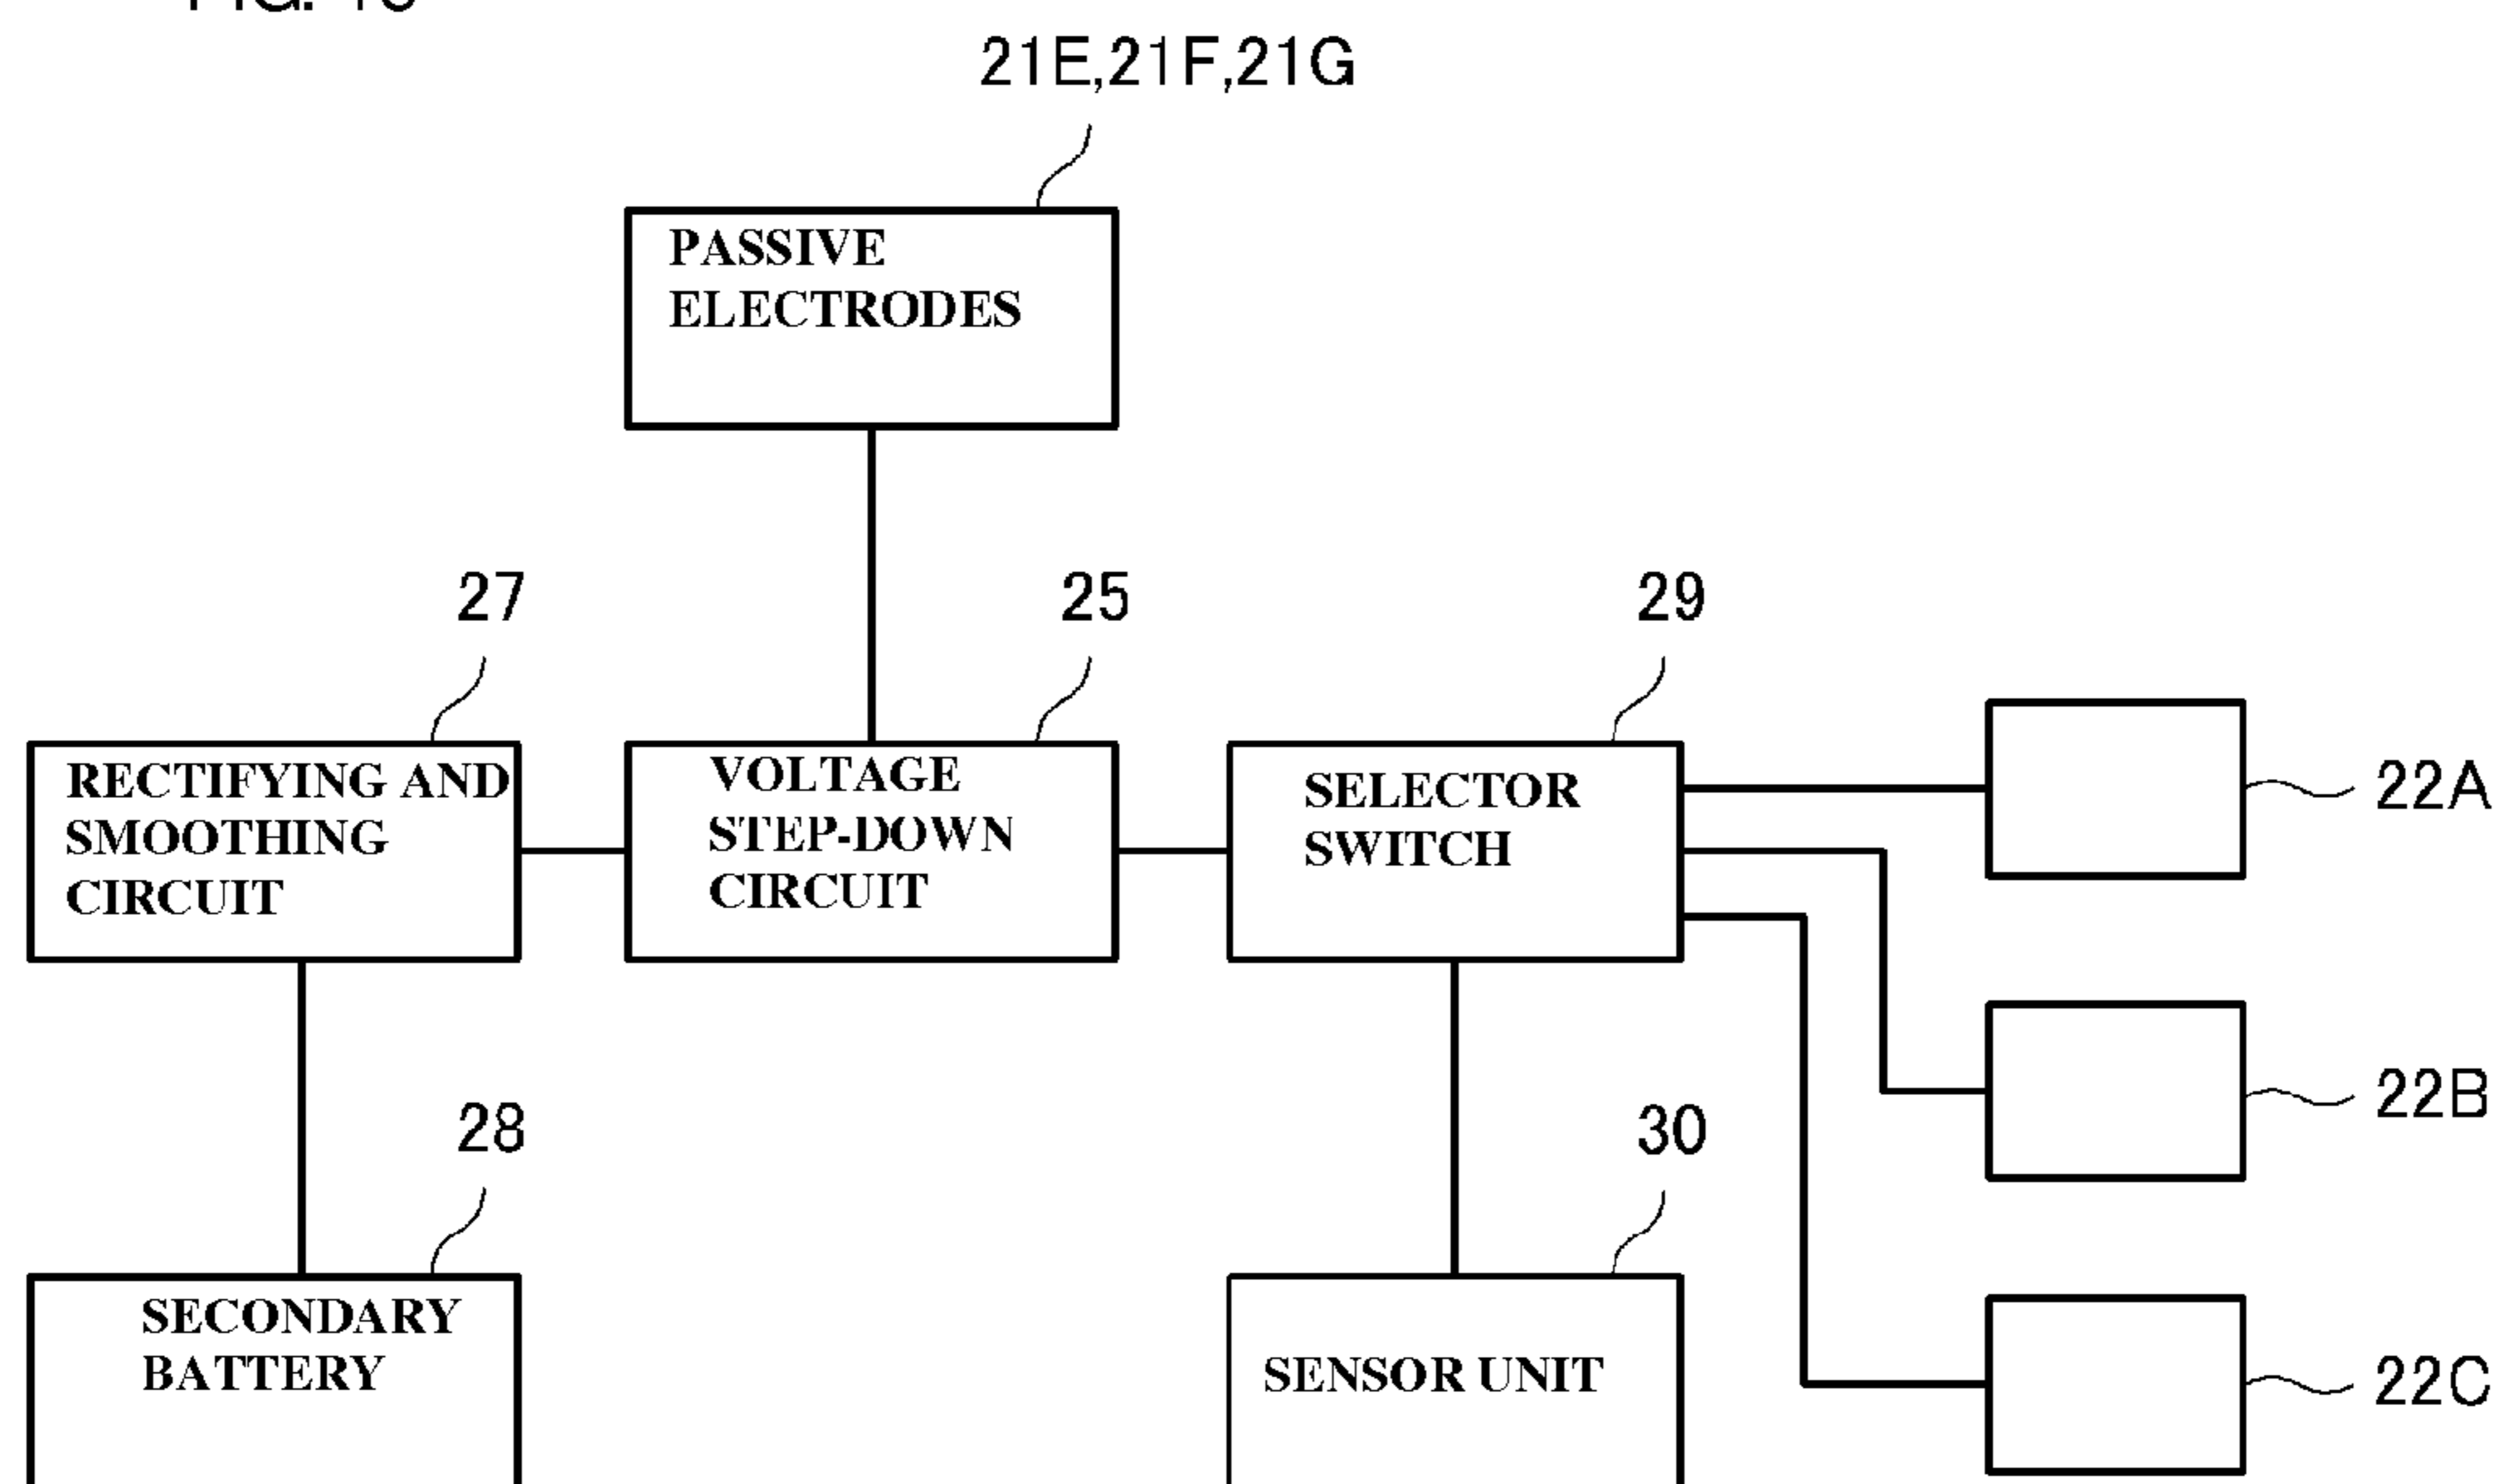 21E,21F,21G
PASSIVE
ELECTRODES
27
25
29
RECTIFYING AND
SMOOTHING
CIRCUIT
VOLTAGE
STEP-DOWN
CIRCUIT
SELECTOR
SWITCH
22A
22B
28
30
SECONDARY
BATTERY
SENSOR UNIT
22C